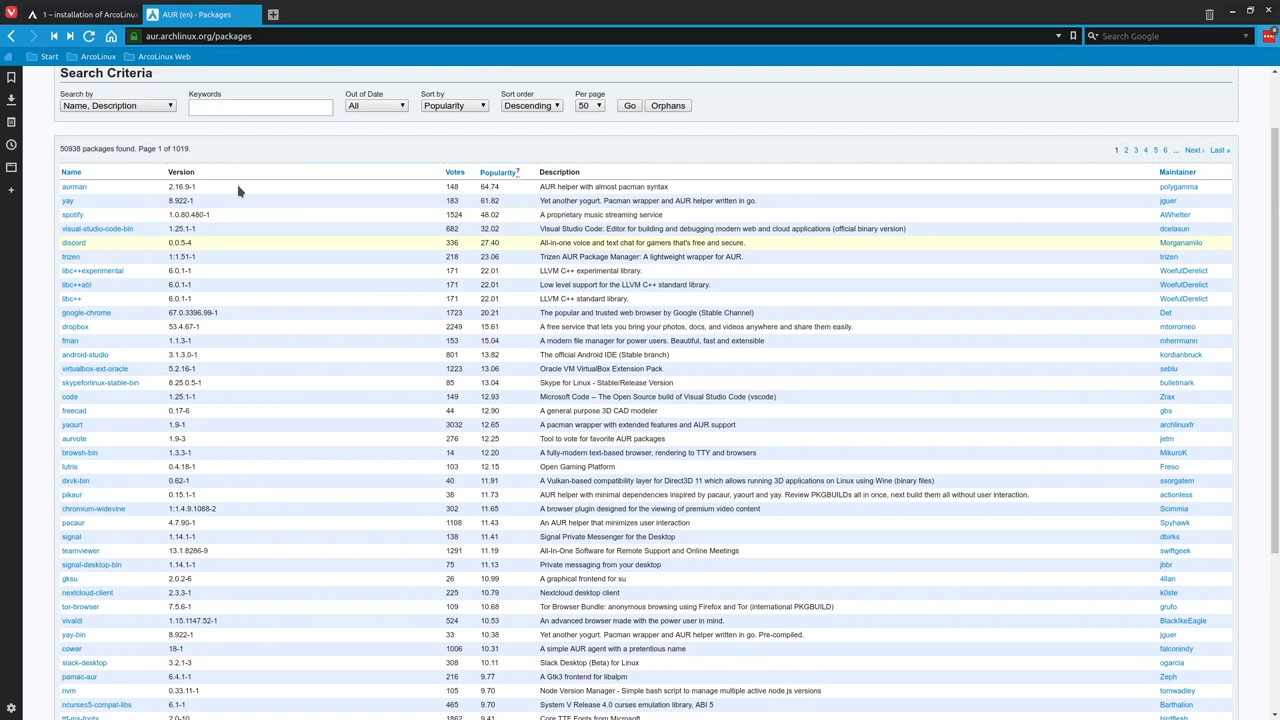 1 – installation of ArcoLinux
AUR (en) - Packages
aur.archlinux.org/packages
Search Google
6
Start
ArcoLinux
ArcoLinux Web
Search Criteria
Search by Keywords Out of Date Sort by Sort order Per page
Name, Description All Popularity Descending 50 Go Orphans
50938 packages found. Page 1 of 1019.
1 2 3 4 5 6 ... Next › Last »
Name Version Votes Popularity? Description Maintainer
aurman 2.16.9-1 148 64.74 AUR helper with almost pacman syntax polygamma
yay 8.922-1 183 61.82 Yet another yogurt. Pacman wrapper and AUR helper written in go. jguer
spotify 1.0.80.480-1 1524 48.02 A proprietary music streaming service AWhetter
visual-studio-code-bin 1.25.1-1 682 32.02 Visual Studio Code: Editor for building and debugging modern web and cloud applications (official binary version) dcelasun
discord 0.0.5-4 336 27.40 All-in-one voice and text chat for gamers that's free and secure. Morganamilo
trizen 1:1.51-1 218 23.06 Trizen AUR Package Manager: A lightweight wrapper for AUR. trizen
libc++experimental 6.0.1-1 171 22.01 LLVM C++ experimental library. WoefulDerelict
libc++abi 6.0.1-1 171 22.01 Low level support for the LLVM C++ standard library. WoefulDerelict
libc++ 6.0.1-1 171 22.01 LLVM C++ standard library. WoefulDerelict
google-chrome 67.0.3396.99-1 1723 20.21 The popular and trusted web browser by Google (Stable Channel) Det
dropbox 53.4.67-1 2249 15.61 A free service that lets you bring your photos, docs, and videos anywhere and share them easily. mtorromeo
fman 1.1.3-1 153 15.04 A modern file manager for power users. Beautiful, fast and extensible mherrmann
android-studio 3.1.3.0-1 801 13.82 The official Android IDE (Stable branch) kordianbruck
virtualbox-ext-oracle 5.2.16-1 1223 13.06 Oracle VM VirtualBox Extension Pack seblu
skypeforlinux-stable-bin 8.25.0.5-1 85 13.04 Skype for Linux - Stable/Release Version bulletmark
code 1.25.1-1 149 12.93 Microsoft Code -- The Open Source build of Visual Studio Code (vscode) Zrax
freecad 0.17-6 44 12.90 A general purpose 3D CAD modeler gbs
yaourt 1.9-1 3032 12.65 A pacman wrapper with extended features and AUR support archlinuxfr
aurvote 1.9-3 276 12.25 Tool to vote for favorite AUR packages jetm
browsh-bin 1.3.3-1 14 12.20 A fully-modern text-based browser, rendering to TTY and browsers MikuroK
lutris 0.4.18-1 103 12.15 Open Gaming Platform Freso
dxvk-bin 0.62-1 40 11.91 A Vulkan-based compatibility layer for Direct3D 11 which allows running 3D applications on Linux using Wine (binary files) ssorgatem
pikaur 0.15.1-1 38 11.73 AUR helper with minimal dependencies inspired by pacaur, yaourt and yay. Review PKGBUILDs all in once, next build them all without user interaction. actionless
chromium-widevine 1:1.4.9.1088-2 302 11.65 A browser plugin designed for the viewing of premium video content Scimmia
pacaur 4.7.90-1 1108 11.43 An AUR helper that minimizes user interaction Spyhawk
signal 1.14.1-1 138 11.41 Signal Private Messenger for the Desktop dbirks
teamviewer 13.1.8286-9 1291 11.19 All-In-One Software for Remote Support and Online Meetings swiftgeek
signal-desktop-bin 1.14.1-1 75 11.13 Private messaging from your desktop jbbr
gksu 2.0.2-6 26 10.99 A graphical frontend for su 4llan
nextcloud-client 2.3.3-1 225 10.79 Nextcloud desktop client k0ste
tor-browser 7.5.6-1 109 10.68 Tor Browser Bundle: anonymous browsing using Firefox and Tor (international PKGBUILD) grufo
vivaldi 1.15.1147.52-1 524 10.53 An advanced browser made with the power user in mind. BlackIkeEagle
yay-bin 8.922-1 33 10.38 Yet another yogurt. Pacman wrapper and AUR helper written in go. Pre-compiled. jguer
cower 18-1 1006 10.31 A simple AUR agent with a pretentious name falconindy
slack-desktop 3.2.1-3 308 10.11 Slack Desktop (Beta) for Linux ogarcia
pamac-aur 6.4.1-1 216 9.77 A Gtk3 frontend for libalpm Zeph
nvm 0.33.11-1 105 9.70 Node Version Manager - Simple bash script to manage multiple active node.js versions tomwadley
ncurses5-compat-libs 6.1-1 465 9.70 System V Release 4.0 curses emulation library, ABI 5 Barthalion
ttf-ms-fonts 2.0-10 1862 9.41 Core TTF Fonts from Microsoft birdflesh